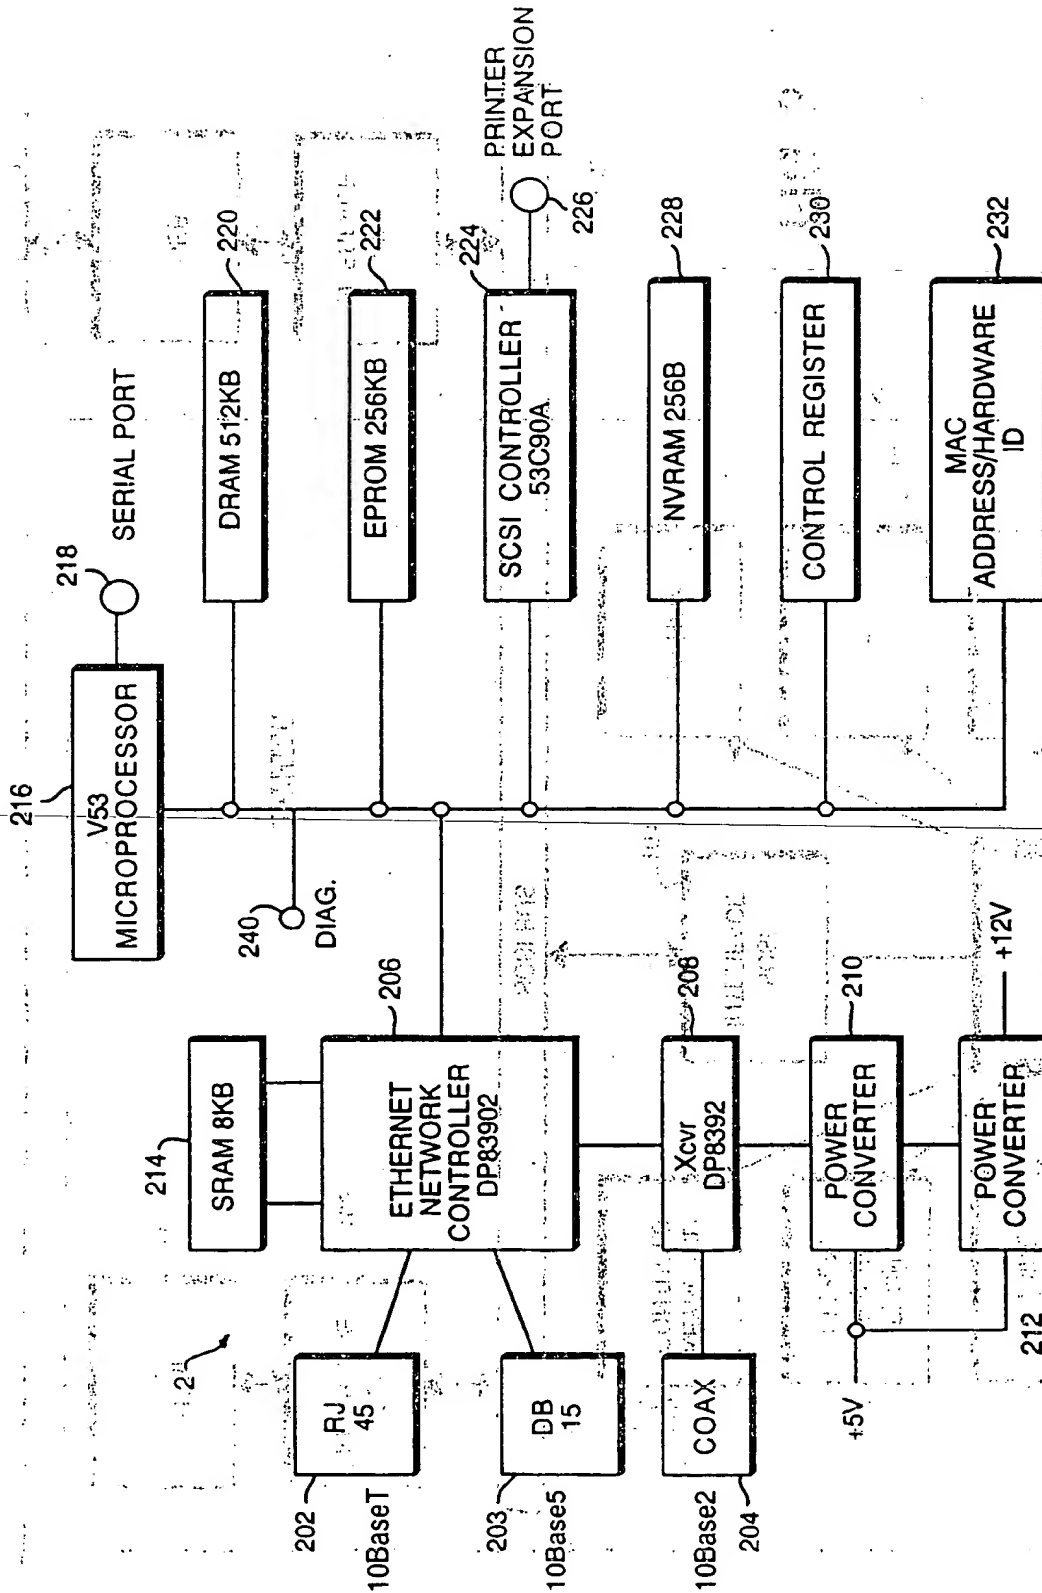 216
V53
MICROPROCESSOR
218
SERIAL PORT
214
SRAM 8KB
240
DIAG.
220
DRAM 512KB
2
202
RJ
45
10BaseT
206
ETHERNET
NETWORK
CONTROLLER
DP83902
222
EPROM 256KB
203
DB
15
10Base5
224
SCSI CONTROLLER
53C90A
PRINTER
EXPANSION
PORT
226
204
COAX
10Base2
208
Xcvr
DP8392
228
NVRAM 256B
210
POWER
CONVERTER
+5V
230
CONTROL REGISTER
212
POWER
CONVERTER
+12V
232
MAC
ADDRESS/HARDWARE
ID